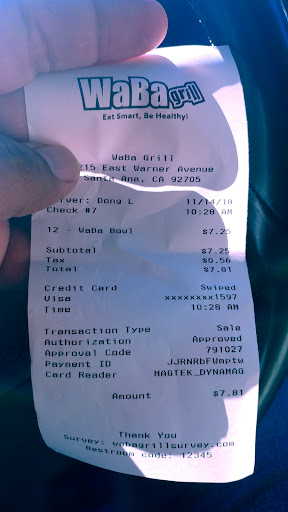 WaBa grill
Eat Smart, Be Healthy!
WaBa Grill
215 East Warner Avenue
Santa Ana, CA 92705
rver: Dong L 11/14/18
Check #7 10:28 AM
12 - WaBa Bowl $7.25
Subtotal $7.25
Tax $0.56
Total $7.81
Credit Card Swiped
Visa xxxxxxxx1597
Time 10:28 AM
Transaction Type Sale
Authorization Approved
Approval Code 791027
Payment ID JJRNRbFWmptw
Card Reader MAGTEK_DYNAMAG
Amount $7.81
Thank You
Survey: wabagrillsurvey.com
Restroom code: 12345